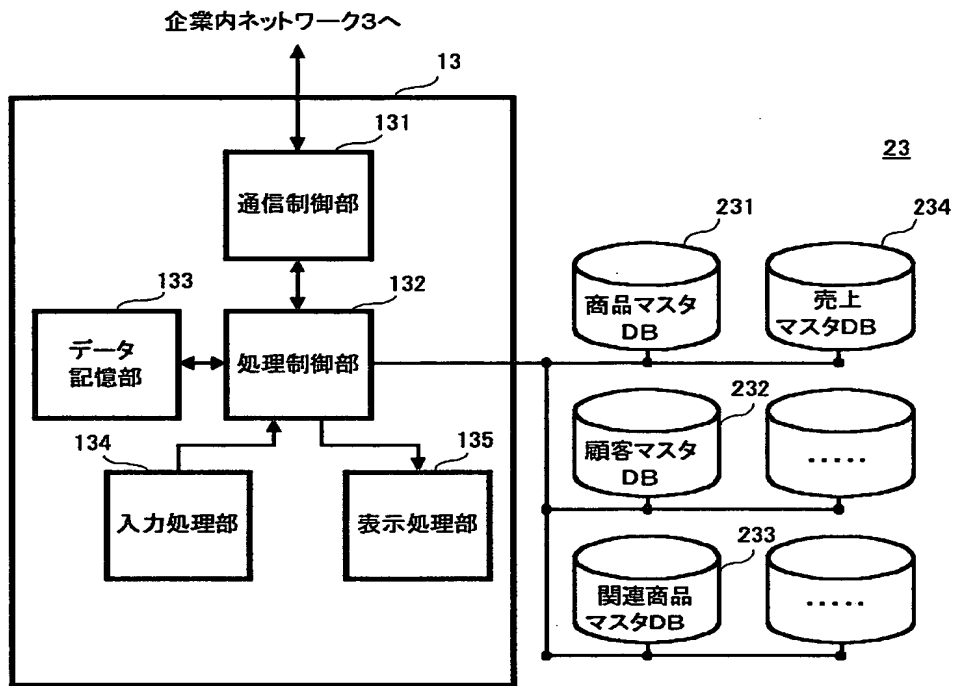 企業内ネットワーク3へ
13
131
通信制御部
23
231
商品マスタ
DB
234
売上
マスタDB
133
データ
記憶部
132
処理制御部
232
顧客マスタ
DB
.....
134
入力処理部
135
表示処理部
233
関連商品
マスタDB
.....